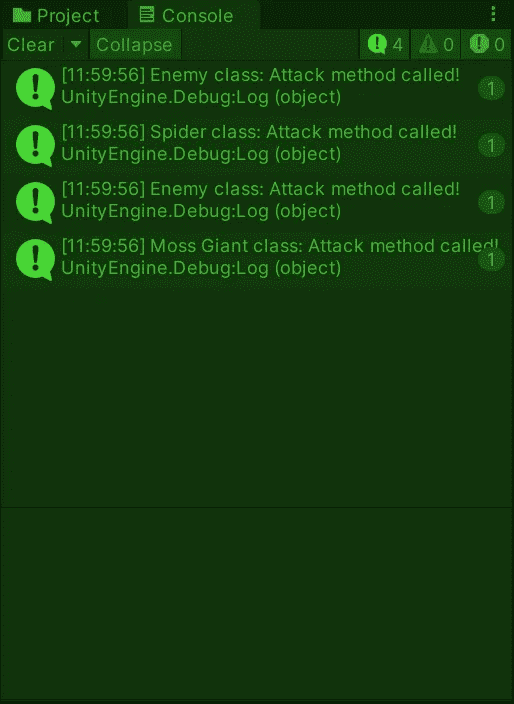 Project Console
Clear Collapse 4 0 0
[11:59:56] Enemy class: Attack method called!
UnityEngine.Debug:Log (object) 1
[11:59:56] Spider class: Attack method called!
UnityEngine.Debug:Log (object) 1
[11:59:56] Enemy class: Attack method called!
UnityEngine.Debug:Log (object) 1
[11:59:56] Moss Giant class: Attack method called!
UnityEngine.Debug:Log (object) 1